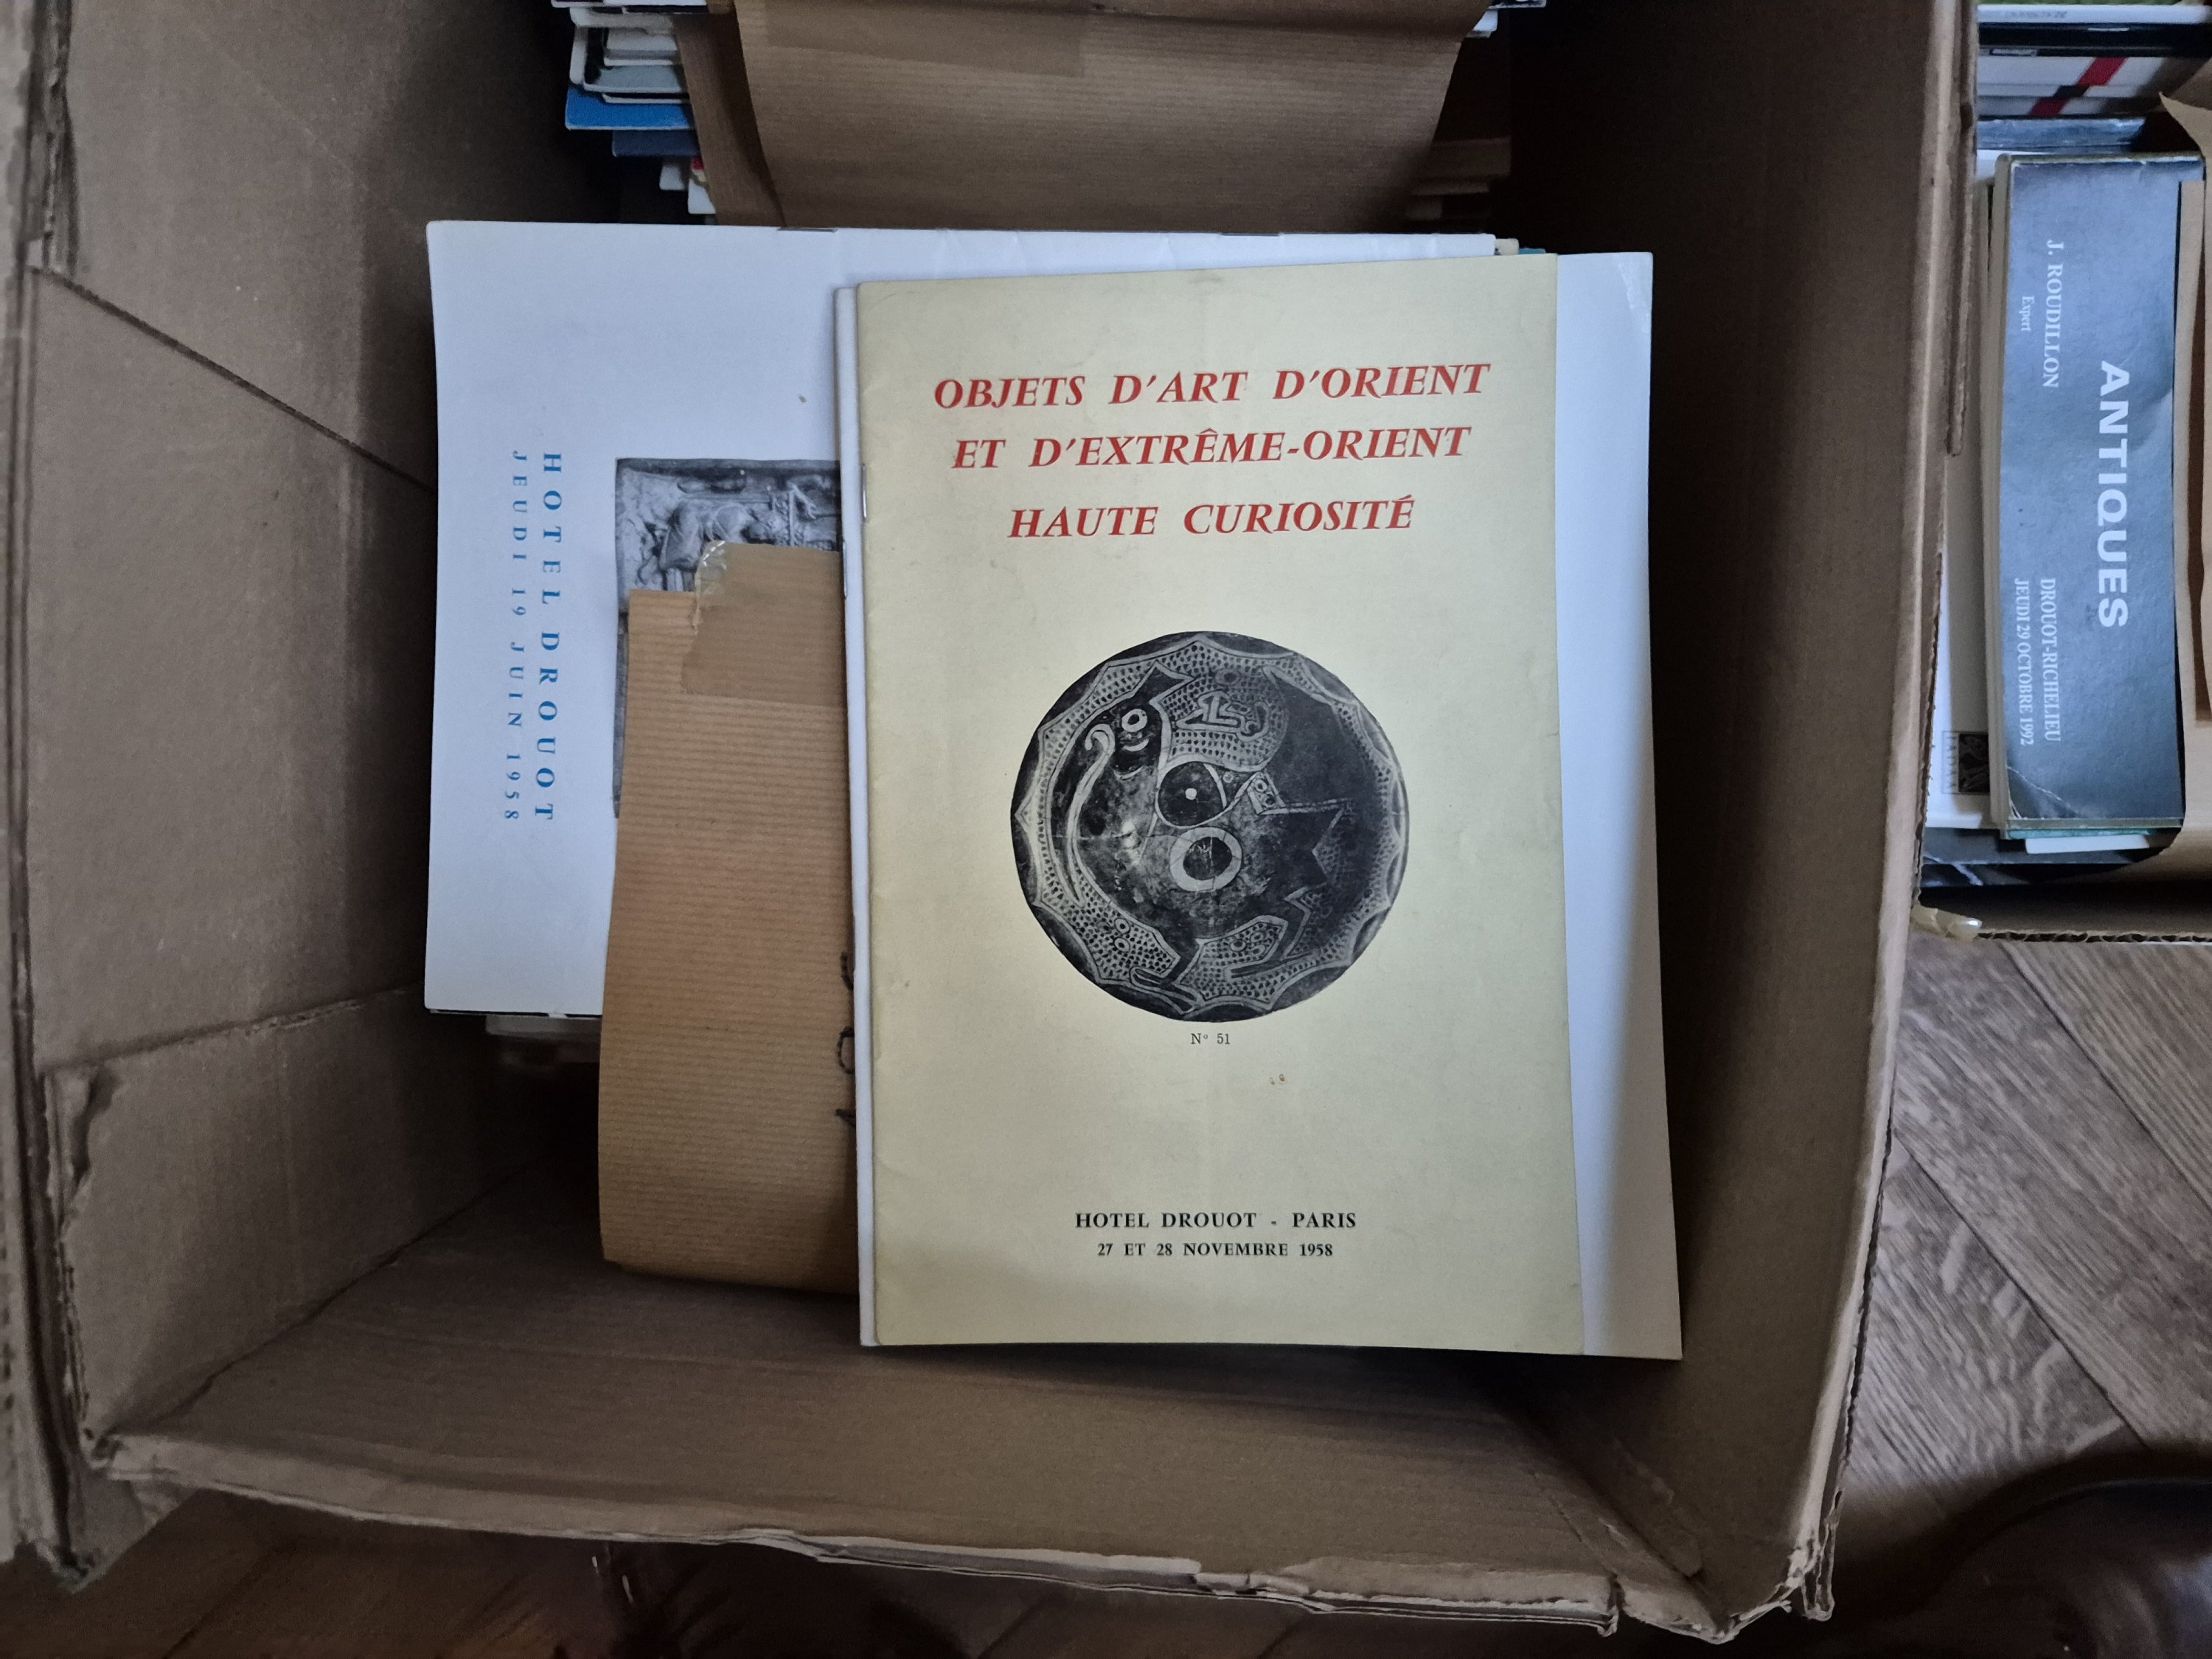 OBJETS D'ART D'ORIENT
ET D'EXTRÊME-ORIENT
HAUTE CURIOSITÉ
N° 51
HOTEL DROUOT - PARIS
27 ET 28 NOVEMBRE 1958
HOTEL DROUOT
JEUDI 19 JUIN 1958
ANTIQUES
J. ROUDILLON
Expert
DROUOT-RICHELIEU
JEUDI 29 OCTOBRE 1992